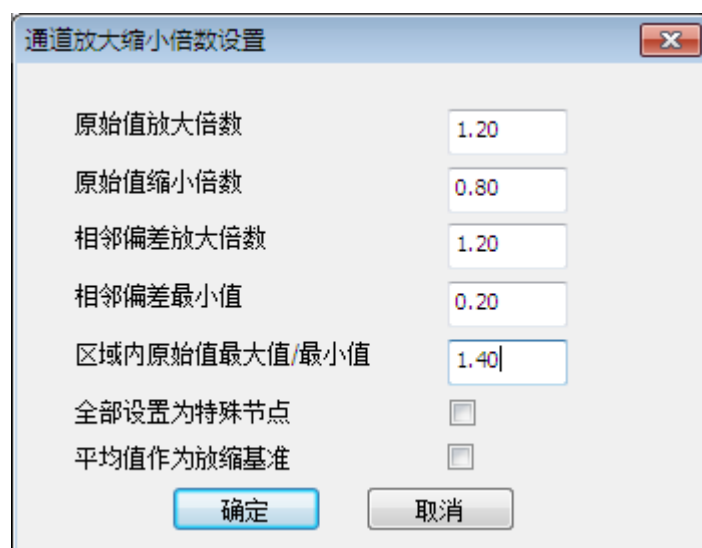 通道放大缩小倍数设置
原始值放大倍数 1.20
原始值缩小倍数 0.80
相邻偏差放大倍数 1.20
相邻偏差最小值 0.20
区域内原始值最大值/最小值 1.40
全部设置为特殊节点
平均值作为放缩基准
确定 取消